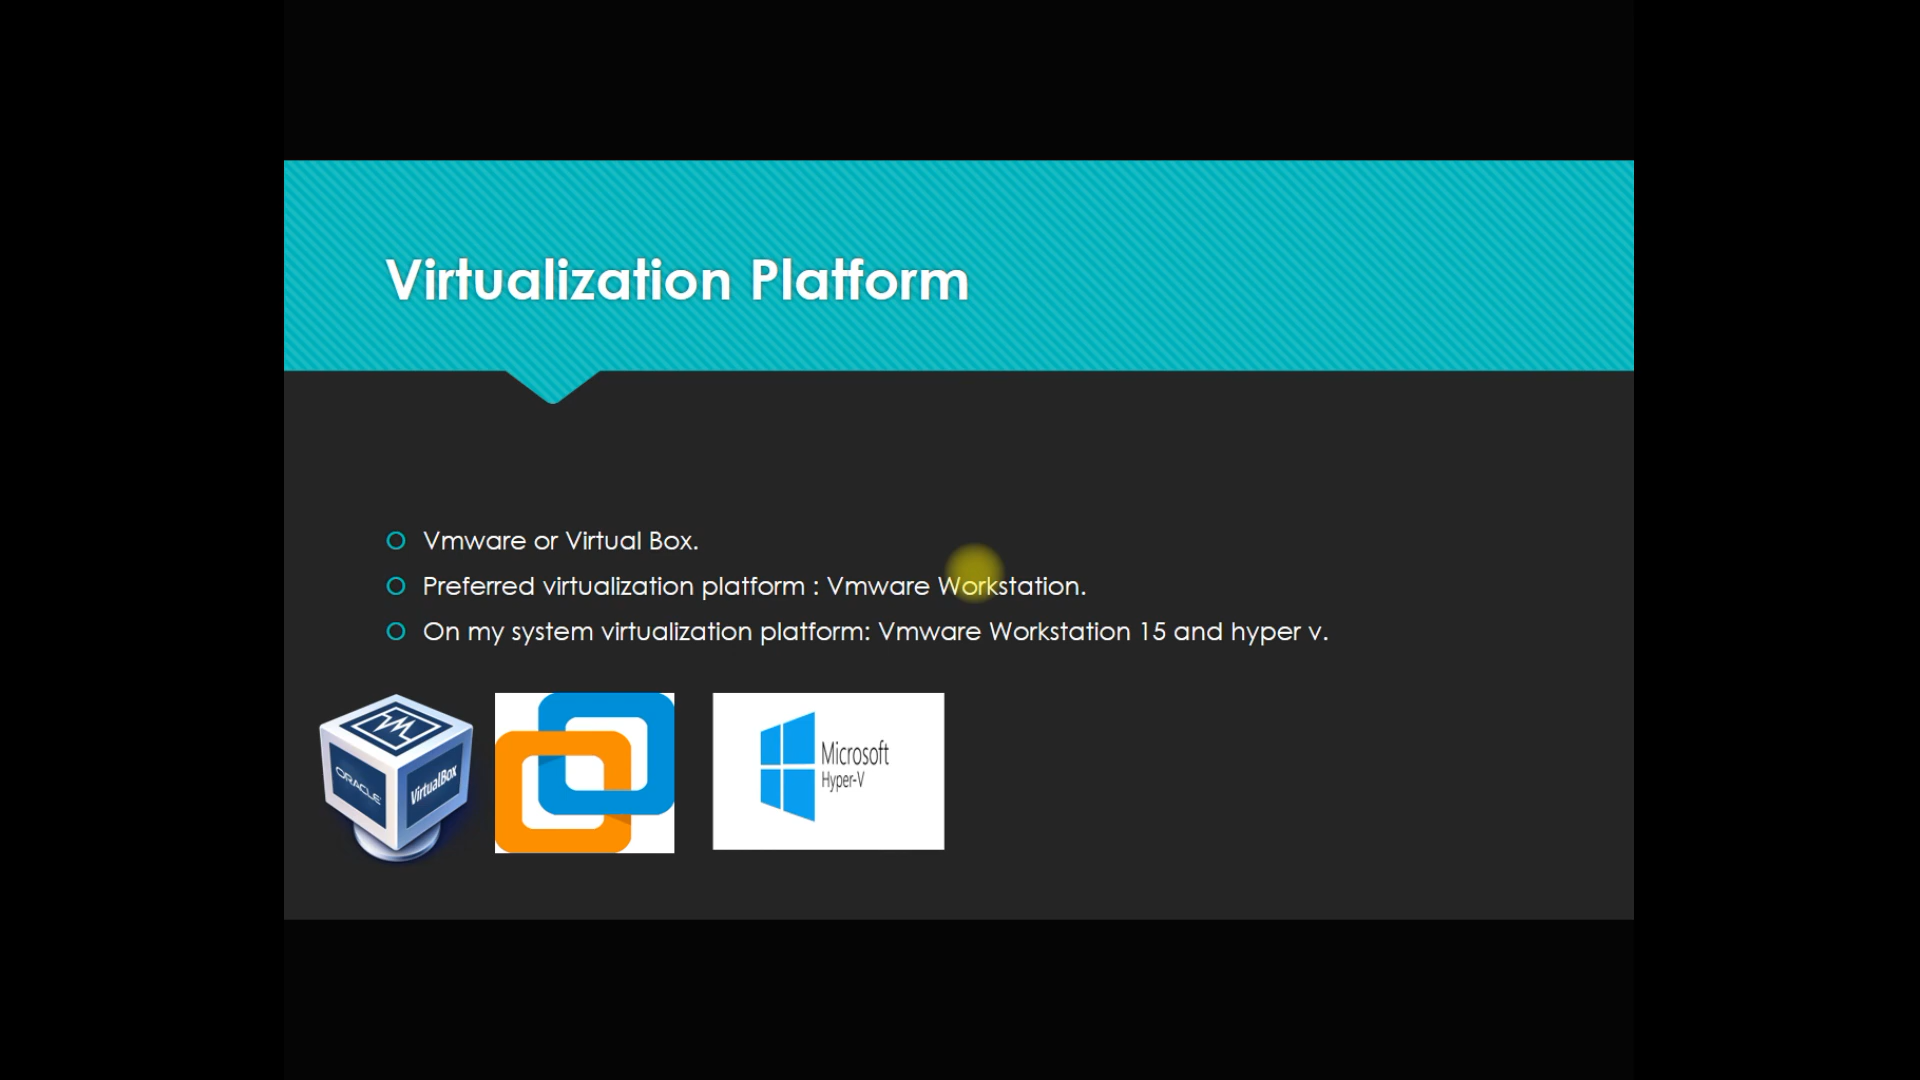 Virtualization Platform
Vmware or Virtual Box.
Preferred virtualization platform : Vmware Workstation.
On my system virtualization platform: Vmware Workstation 15 and hyper v.
ORACLE
VirtualBox
Microsoft
Hyper-V